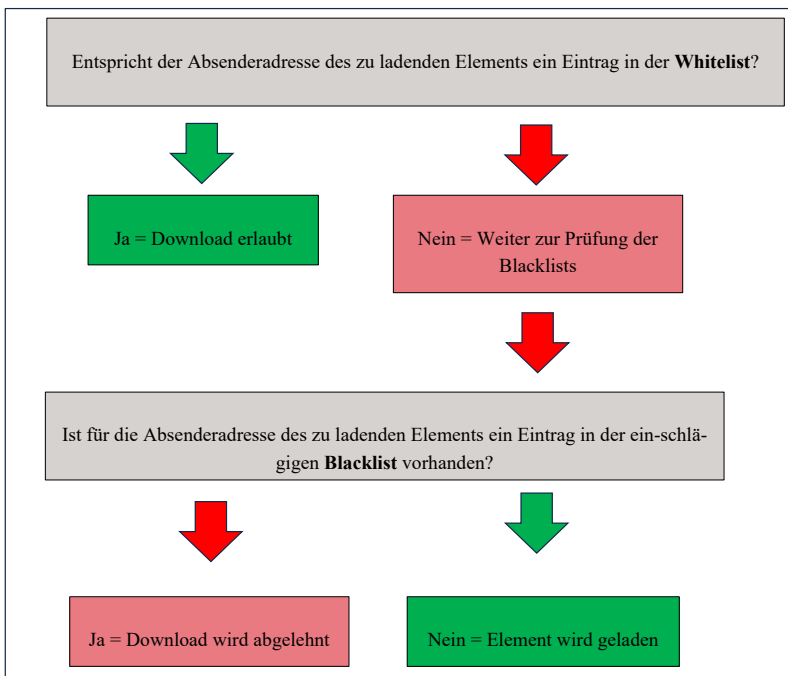 Entspricht der Absenderadresse des zu ladenden Elements ein Eintrag in der Whitelist?
Ja = Download erlaubt
Nein = Weiter zur Prüfung der
Blacklists
Ist für die Absenderadresse des zu ladenden Elements ein Eintrag in der ein-schlä-
gigen Blacklist vorhanden?
Ja = Download wird abgelehnt
Nein = Element wird geladen